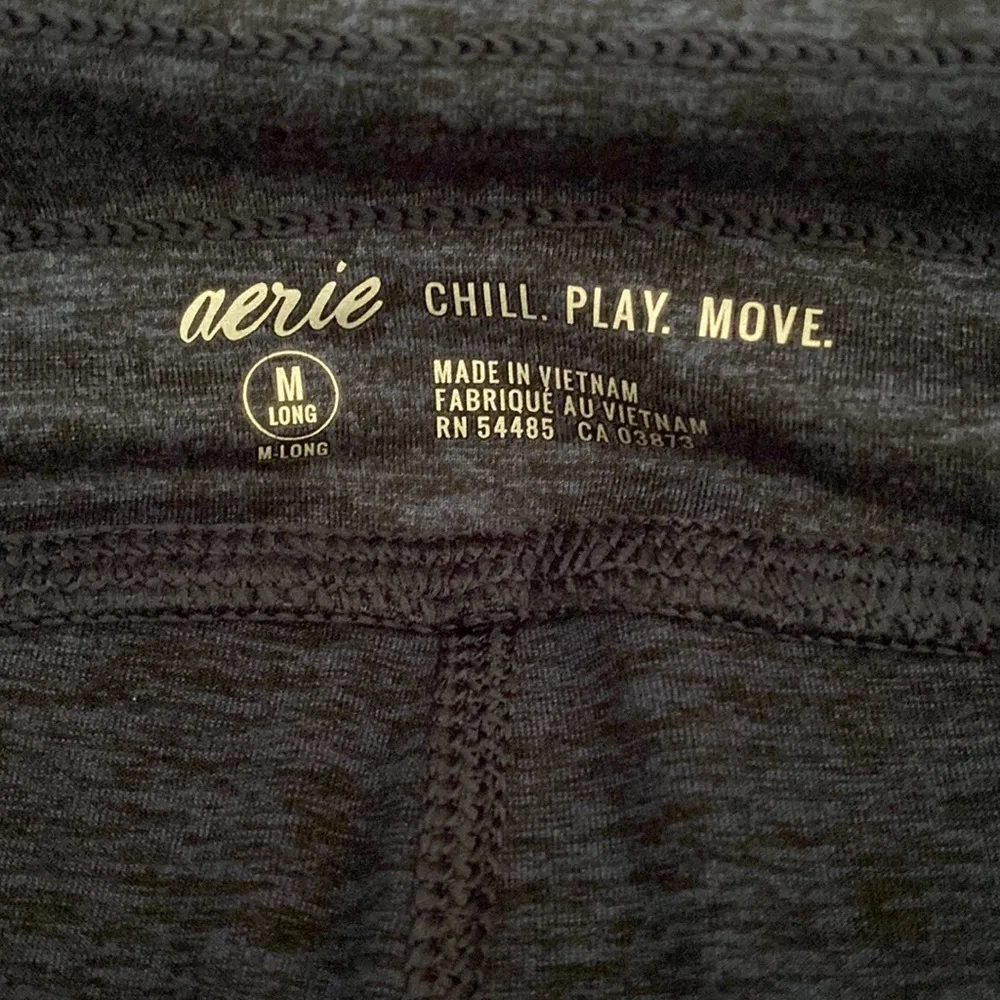 aerie CHILL. PLAY. MOVE.
M
LONG
M-LONG
MADE IN VIETNAM
FABRIQUÉ AU VIETNAM
RN 54485 CA 03873